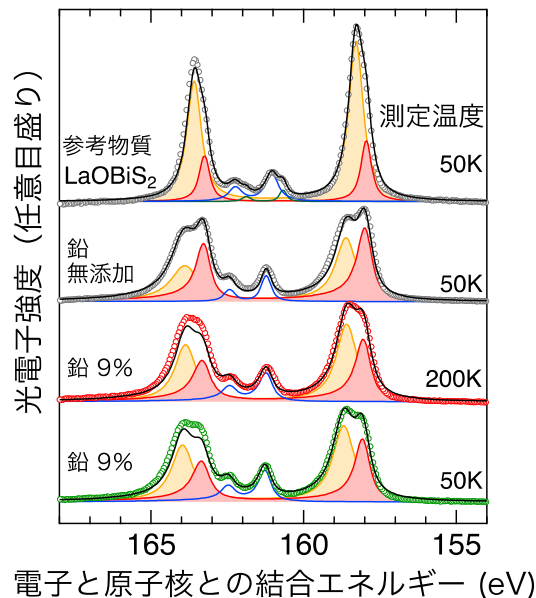 光電子強度（任意目盛り）
測定温度
参考物質
LaOBiS₂
50K
鉛
無添加
50K
鉛 9%
200K
鉛 9%
50K
165 160 155
電子と原子核との結合エネルギー (eV)